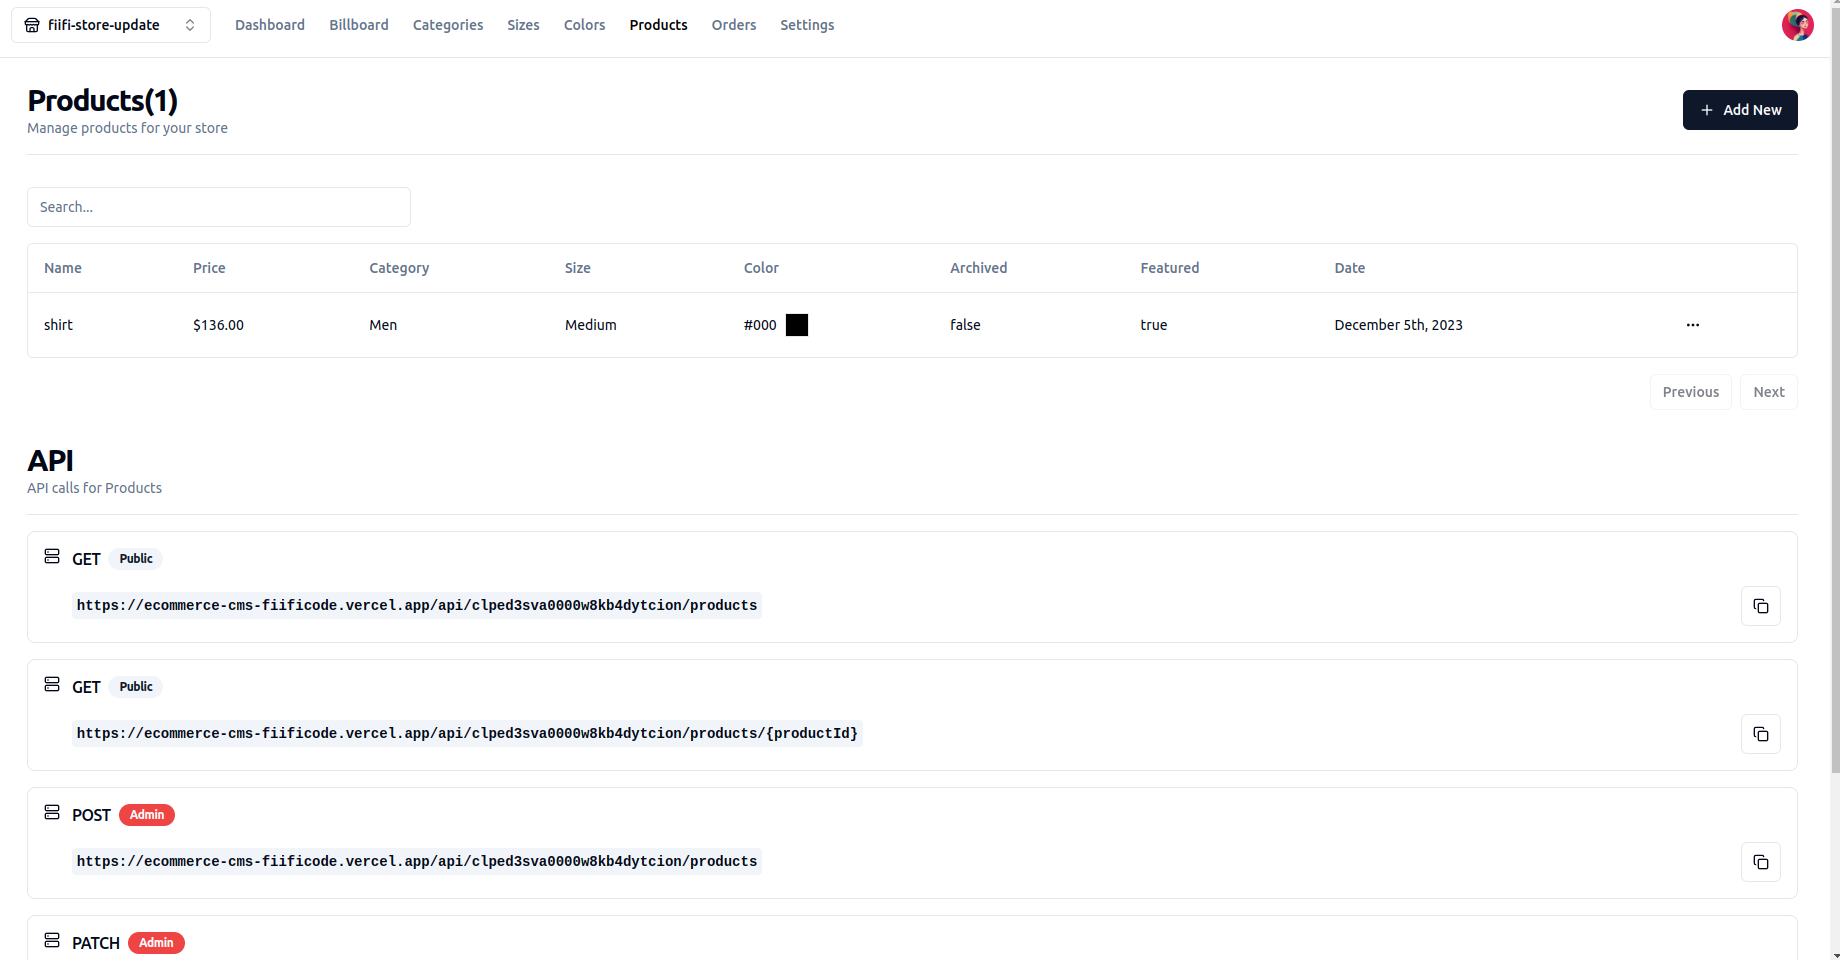 fiifi-store-update Dashboard Billboard Categories Sizes Colors Products Orders Settings
Products(1)
Manage products for your store
+ Add New
Search...
Name Price Category Size Color Archived Featured Date
shirt $136.00 Men Medium #000 false true December 5th, 2023 ...
Previous Next
API
API calls for Products
GET Public
https://ecommerce-cms-fiificode.vercel.app/api/clped3sva0000w8kb4dytcion/products
GET Public
https://ecommerce-cms-fiificode.vercel.app/api/clped3sva0000w8kb4dytcion/products/{productId}
POST Admin
https://ecommerce-cms-fiificode.vercel.app/api/clped3sva0000w8kb4dytcion/products
PATCH Admin